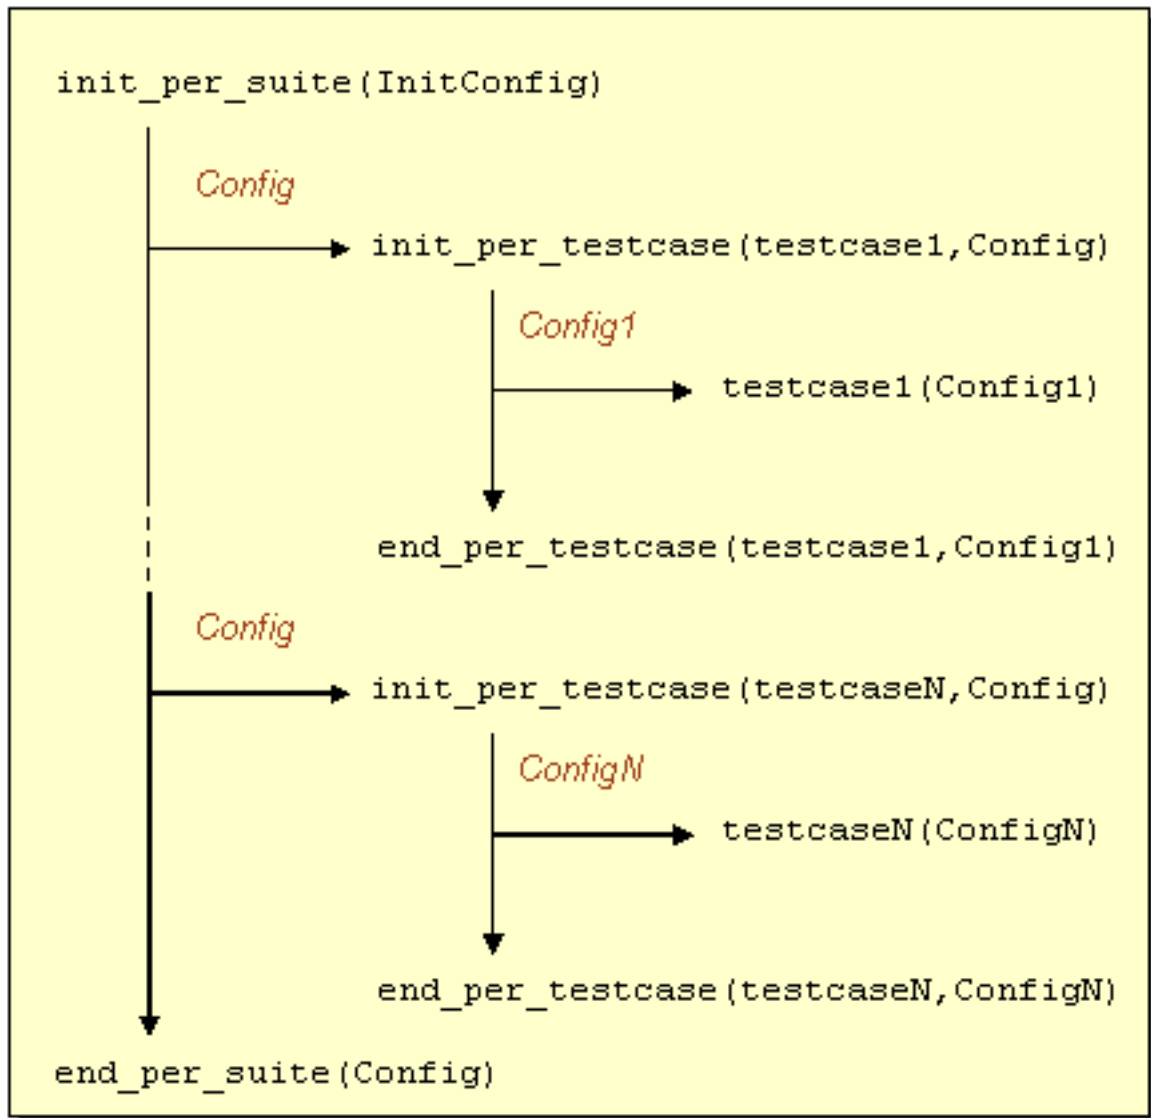 init_per_suite(InitConfig)
Config
init_per_testcase(testcase1,Config)
Config1
testcase1(Config1)
end_per_testcase(testcase1,Config1)
Config
init_per_testcase(testcaseN,Config)
ConfigN
testcaseN(ConfigN)
end_per_testcase(testcaseN,ConfigN)
end_per_suite(Config)